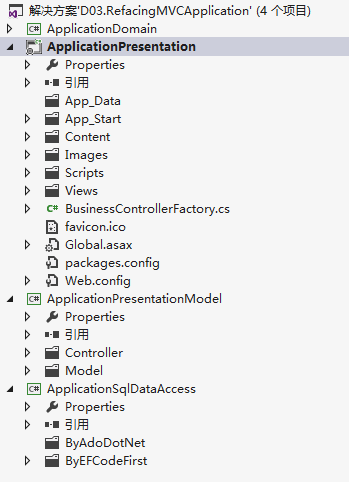 解决方案'D03.RefacingMVCApplication' (4 个项目)
ApplicationDomain
ApplicationPresentation
Properties
引用
App_Data
App_Start
Content
Images
Scripts
Views
BusinessControllerFactory.cs
favicon.ico
Global.asax
packages.config
Web.config
ApplicationPresentationModel
Properties
引用
Controller
Model
ApplicationSqlDataAccess
Properties
引用
ByAdoDotNet
ByEFCodeFirst